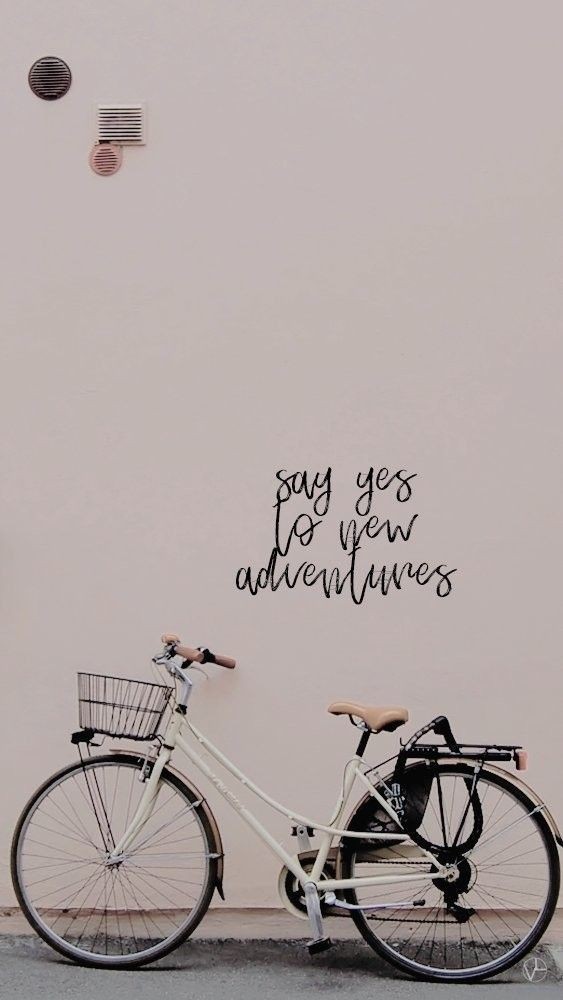 say yes
to new
adventures